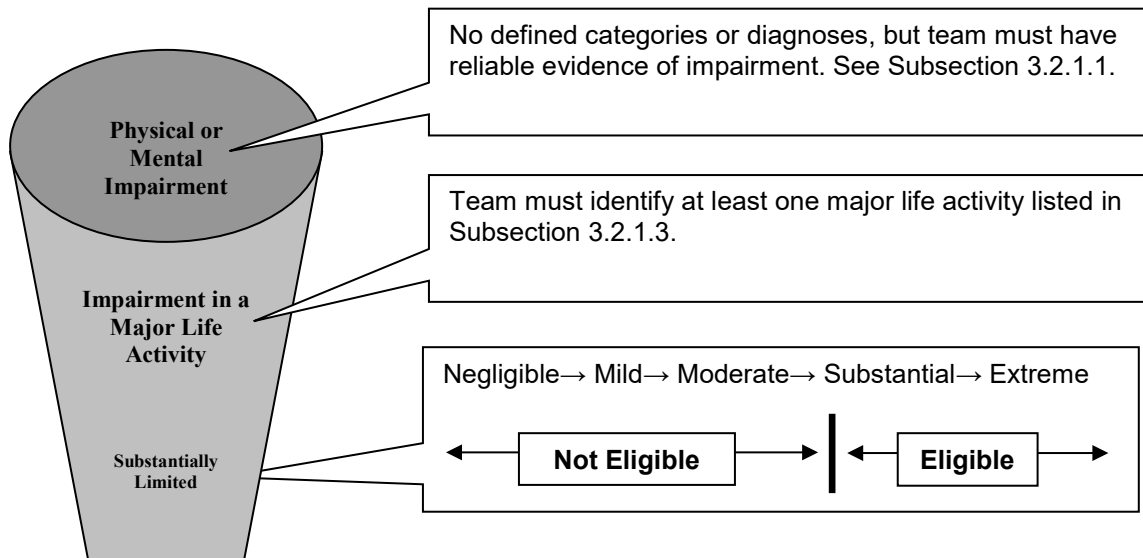 No defined categories or diagnoses, but team must have
reliable evidence of impairment. See Subsection 3.2.1.1.
Physical or
Mental
Impairment
Team must identify at least one major life activity listed in
Subsection 3.2.1.3.
Impairment in a
Major Life
Activity
Negligible→ Mild→ Moderate→ Substantial→ Extreme
Not Eligible
Eligible
Substantially
Limited